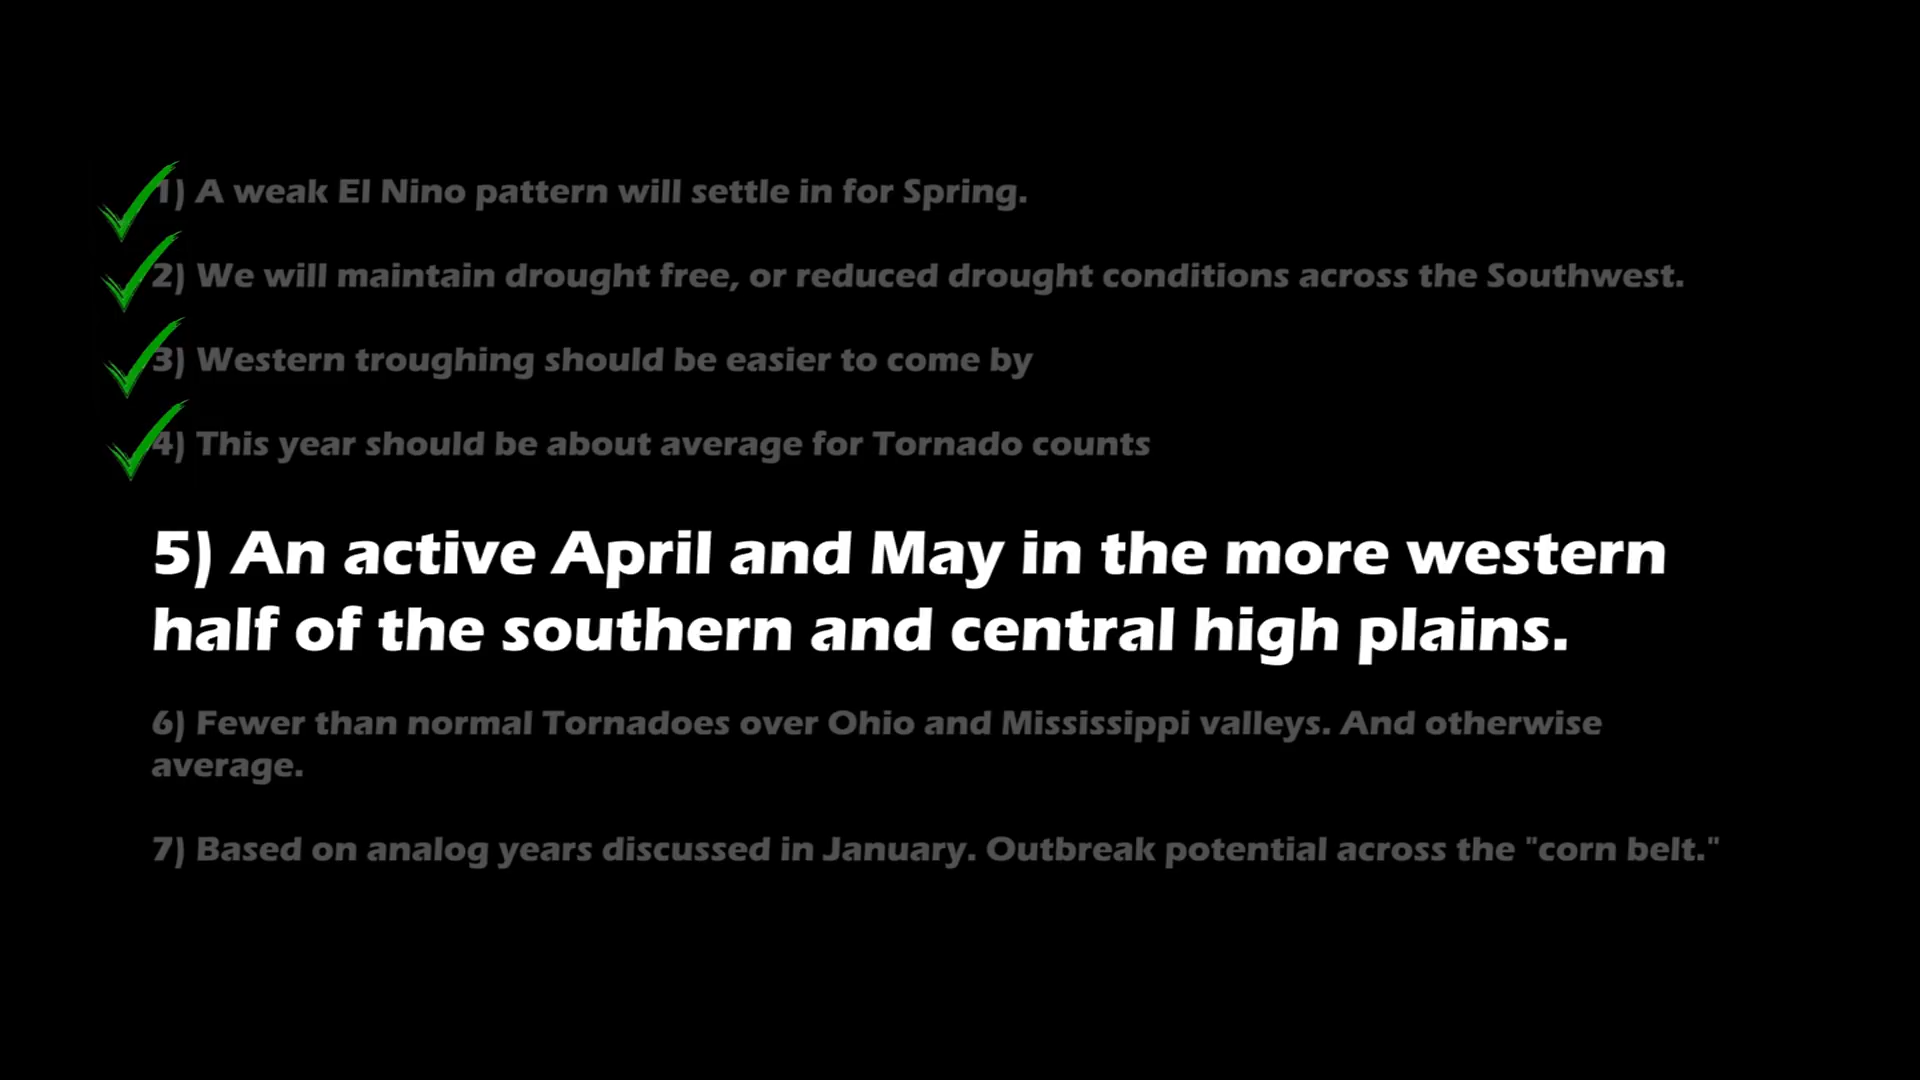 1) A weak El Nino pattern will settle in for Spring.
2) We will maintain drought free, or reduced drought conditions across the Southwest.
3) Western troughing should be easier to come by
4) This year should be about average for Tornado counts
5) An active April and May in the more western
half of the southern and central high plains.
6) Fewer than normal Tornadoes over Ohio and Mississippi valleys. And otherwise
average.
7) Based on analog years discussed in January. Outbreak potential across the "corn belt."